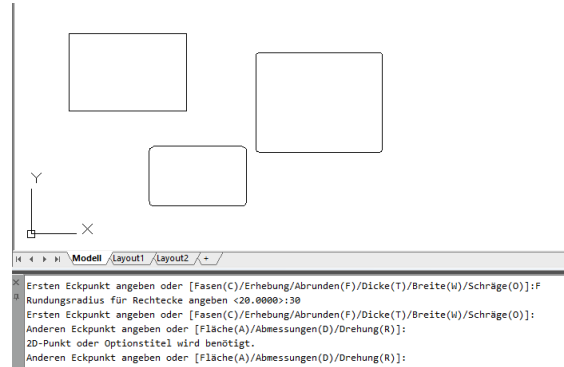 Y
X
Modell Layout1 Layout2 +
Ersten Eckpunkt angeben oder [Fasen(C)/Erhebung/Abrunden(F)/Dicke(T)/Breite(W)/Schräge(O)]:F
Rundungsradius für Rechtecke angeben <20.0000>:30
Ersten Eckpunkt angeben oder [Fasen(C)/Erhebung/Abrunden(F)/Dicke(T)/Breite(W)/Schräge(O)]:
Anderen Eckpunkt angeben oder [Fläche(A)/Abmessungen(D)/Drehung(R)]:
2D-Punkt oder Optionstitel wird benötigt.
Anderen Eckpunkt angeben oder [Fläche(A)/Abmessungen(D)/Drehung(R)]: